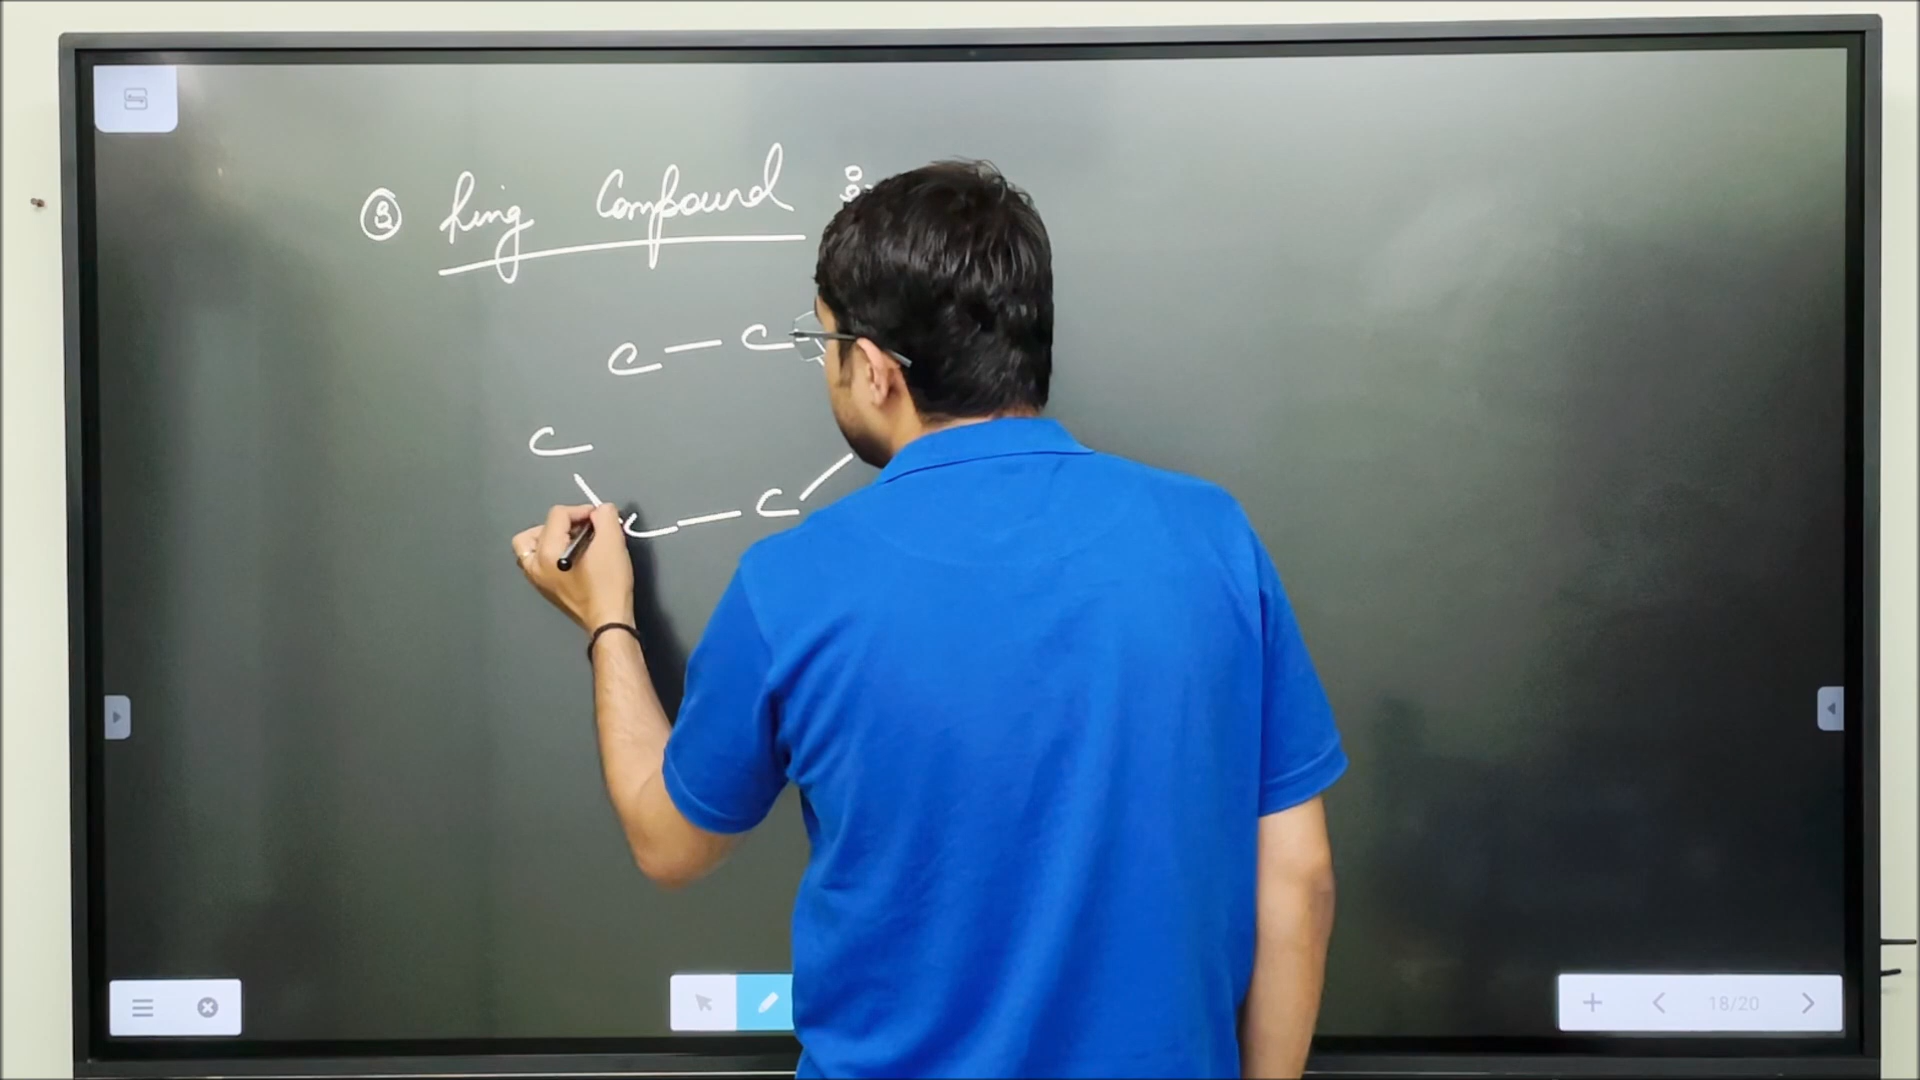 ③ Ring Compound :
C — C
C
C — C
18/20